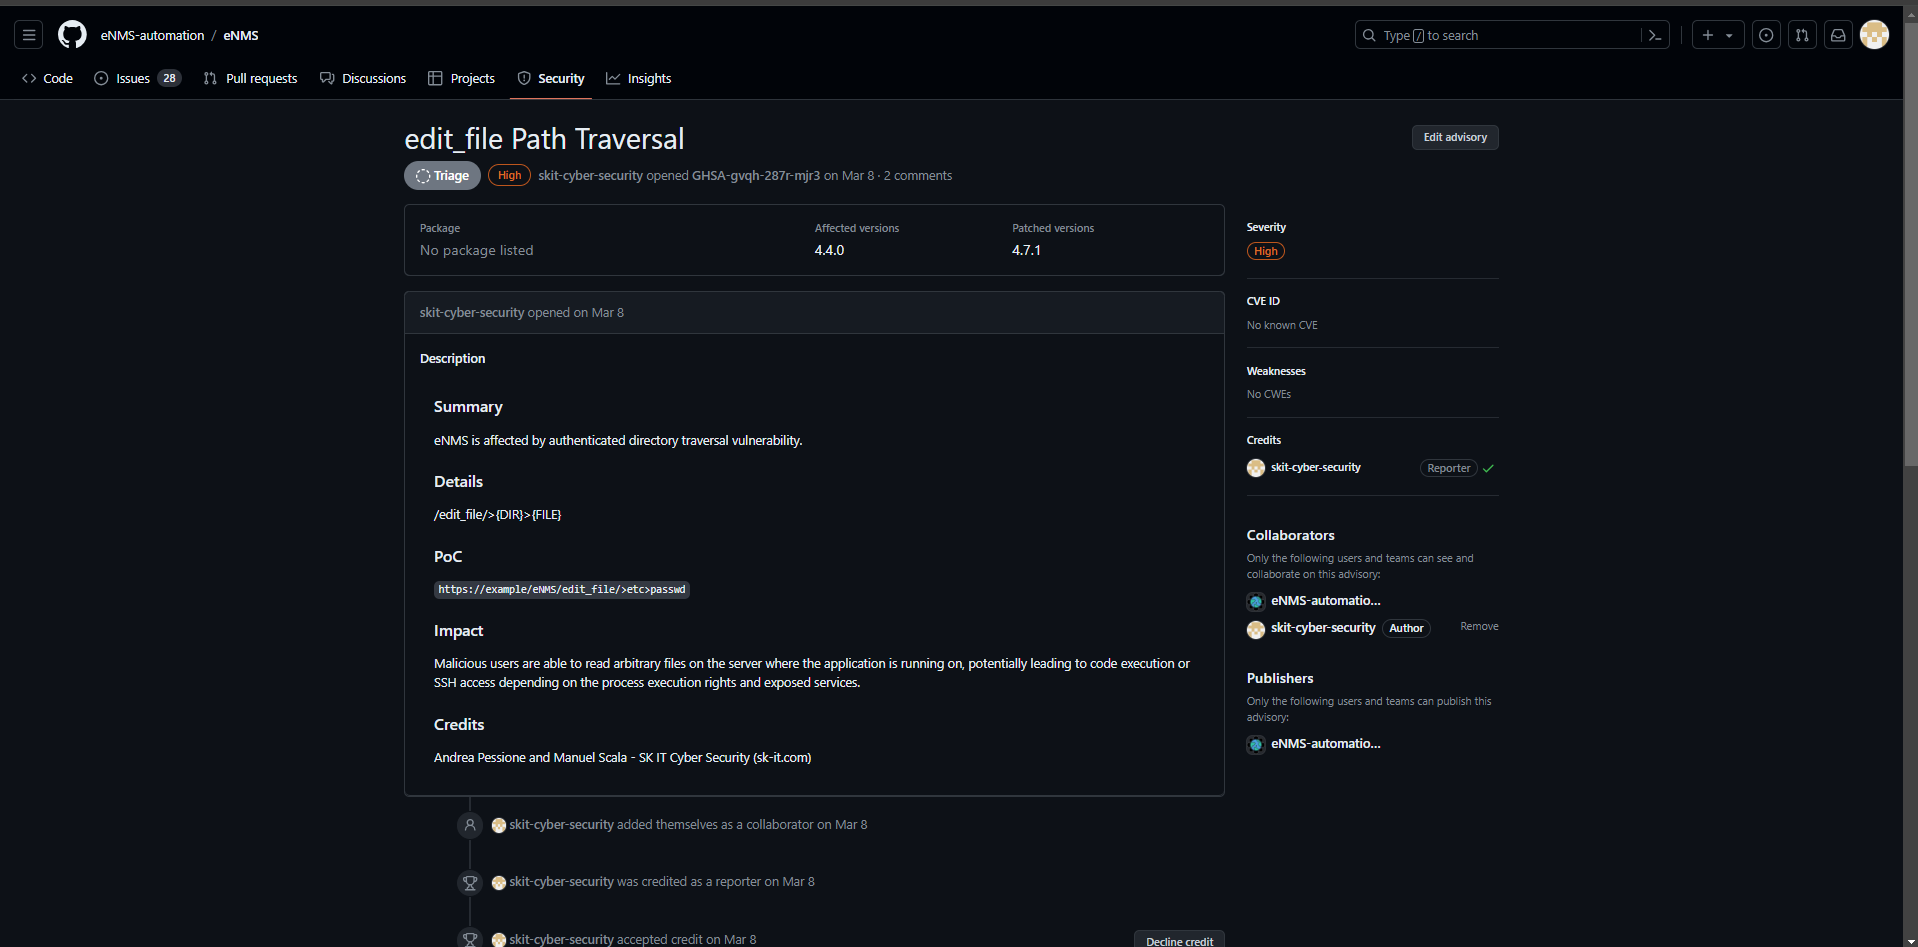 eNMS-automation / eNMS
Type / to search
Code
Issues 28
Pull requests
Discussions
Projects
Security
Insights
edit_file Path Traversal
Edit advisory
Triage
High
skit-cyber-security opened GHSA-gvqh-287r-mjr3 on Mar 8 · 2 comments
Package
No package listed
Affected versions
4.4.0
Patched versions
4.7.1
skit-cyber-security opened on Mar 8
Description
Summary
eNMS is affected by authenticated directory traversal vulnerability.
Details
/edit_file/>{DIR}>{FILE}
PoC
https://example/eNMS/edit_file/>etc>passwd
Impact
Malicious users are able to read arbitrary files on the server where the application is running on, potentially leading to code execution or
SSH access depending on the process execution rights and exposed services.
Credits
Andrea Pessione and Manuel Scala - SK IT Cyber Security (sk-it.com)
skit-cyber-security added themselves as a collaborator on Mar 8
skit-cyber-security was credited as a reporter on Mar 8
skit-cyber-security accepted credit on Mar 8
Decline credit
Severity
High
CVE ID
No known CVE
Weaknesses
No CWEs
Credits
skit-cyber-security Reporter
Collaborators
Only the following users and teams can see and
collaborate on this advisory:
eNMS-automatio...
skit-cyber-security Author Remove
Publishers
Only the following users and teams can publish this
advisory:
eNMS-automatio...